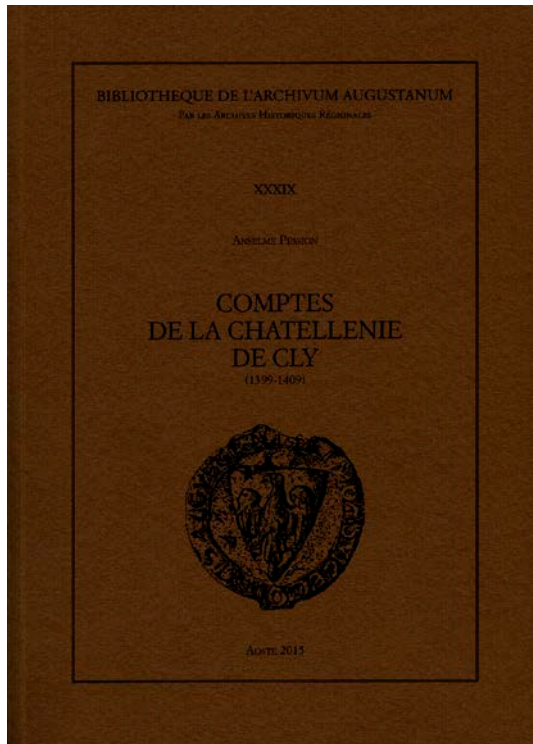 BIBLIOTHEQUE DE L'ARCHIVUM AUGUSTANUM
PAR LES ARCHIVES HISTORIQUES RÉGIONALES
XXXIX
ANSELME PESSION
COMPTES
DE LA CHATELLENIE
DE CLY
(1399-1409)
AOSTE 2015